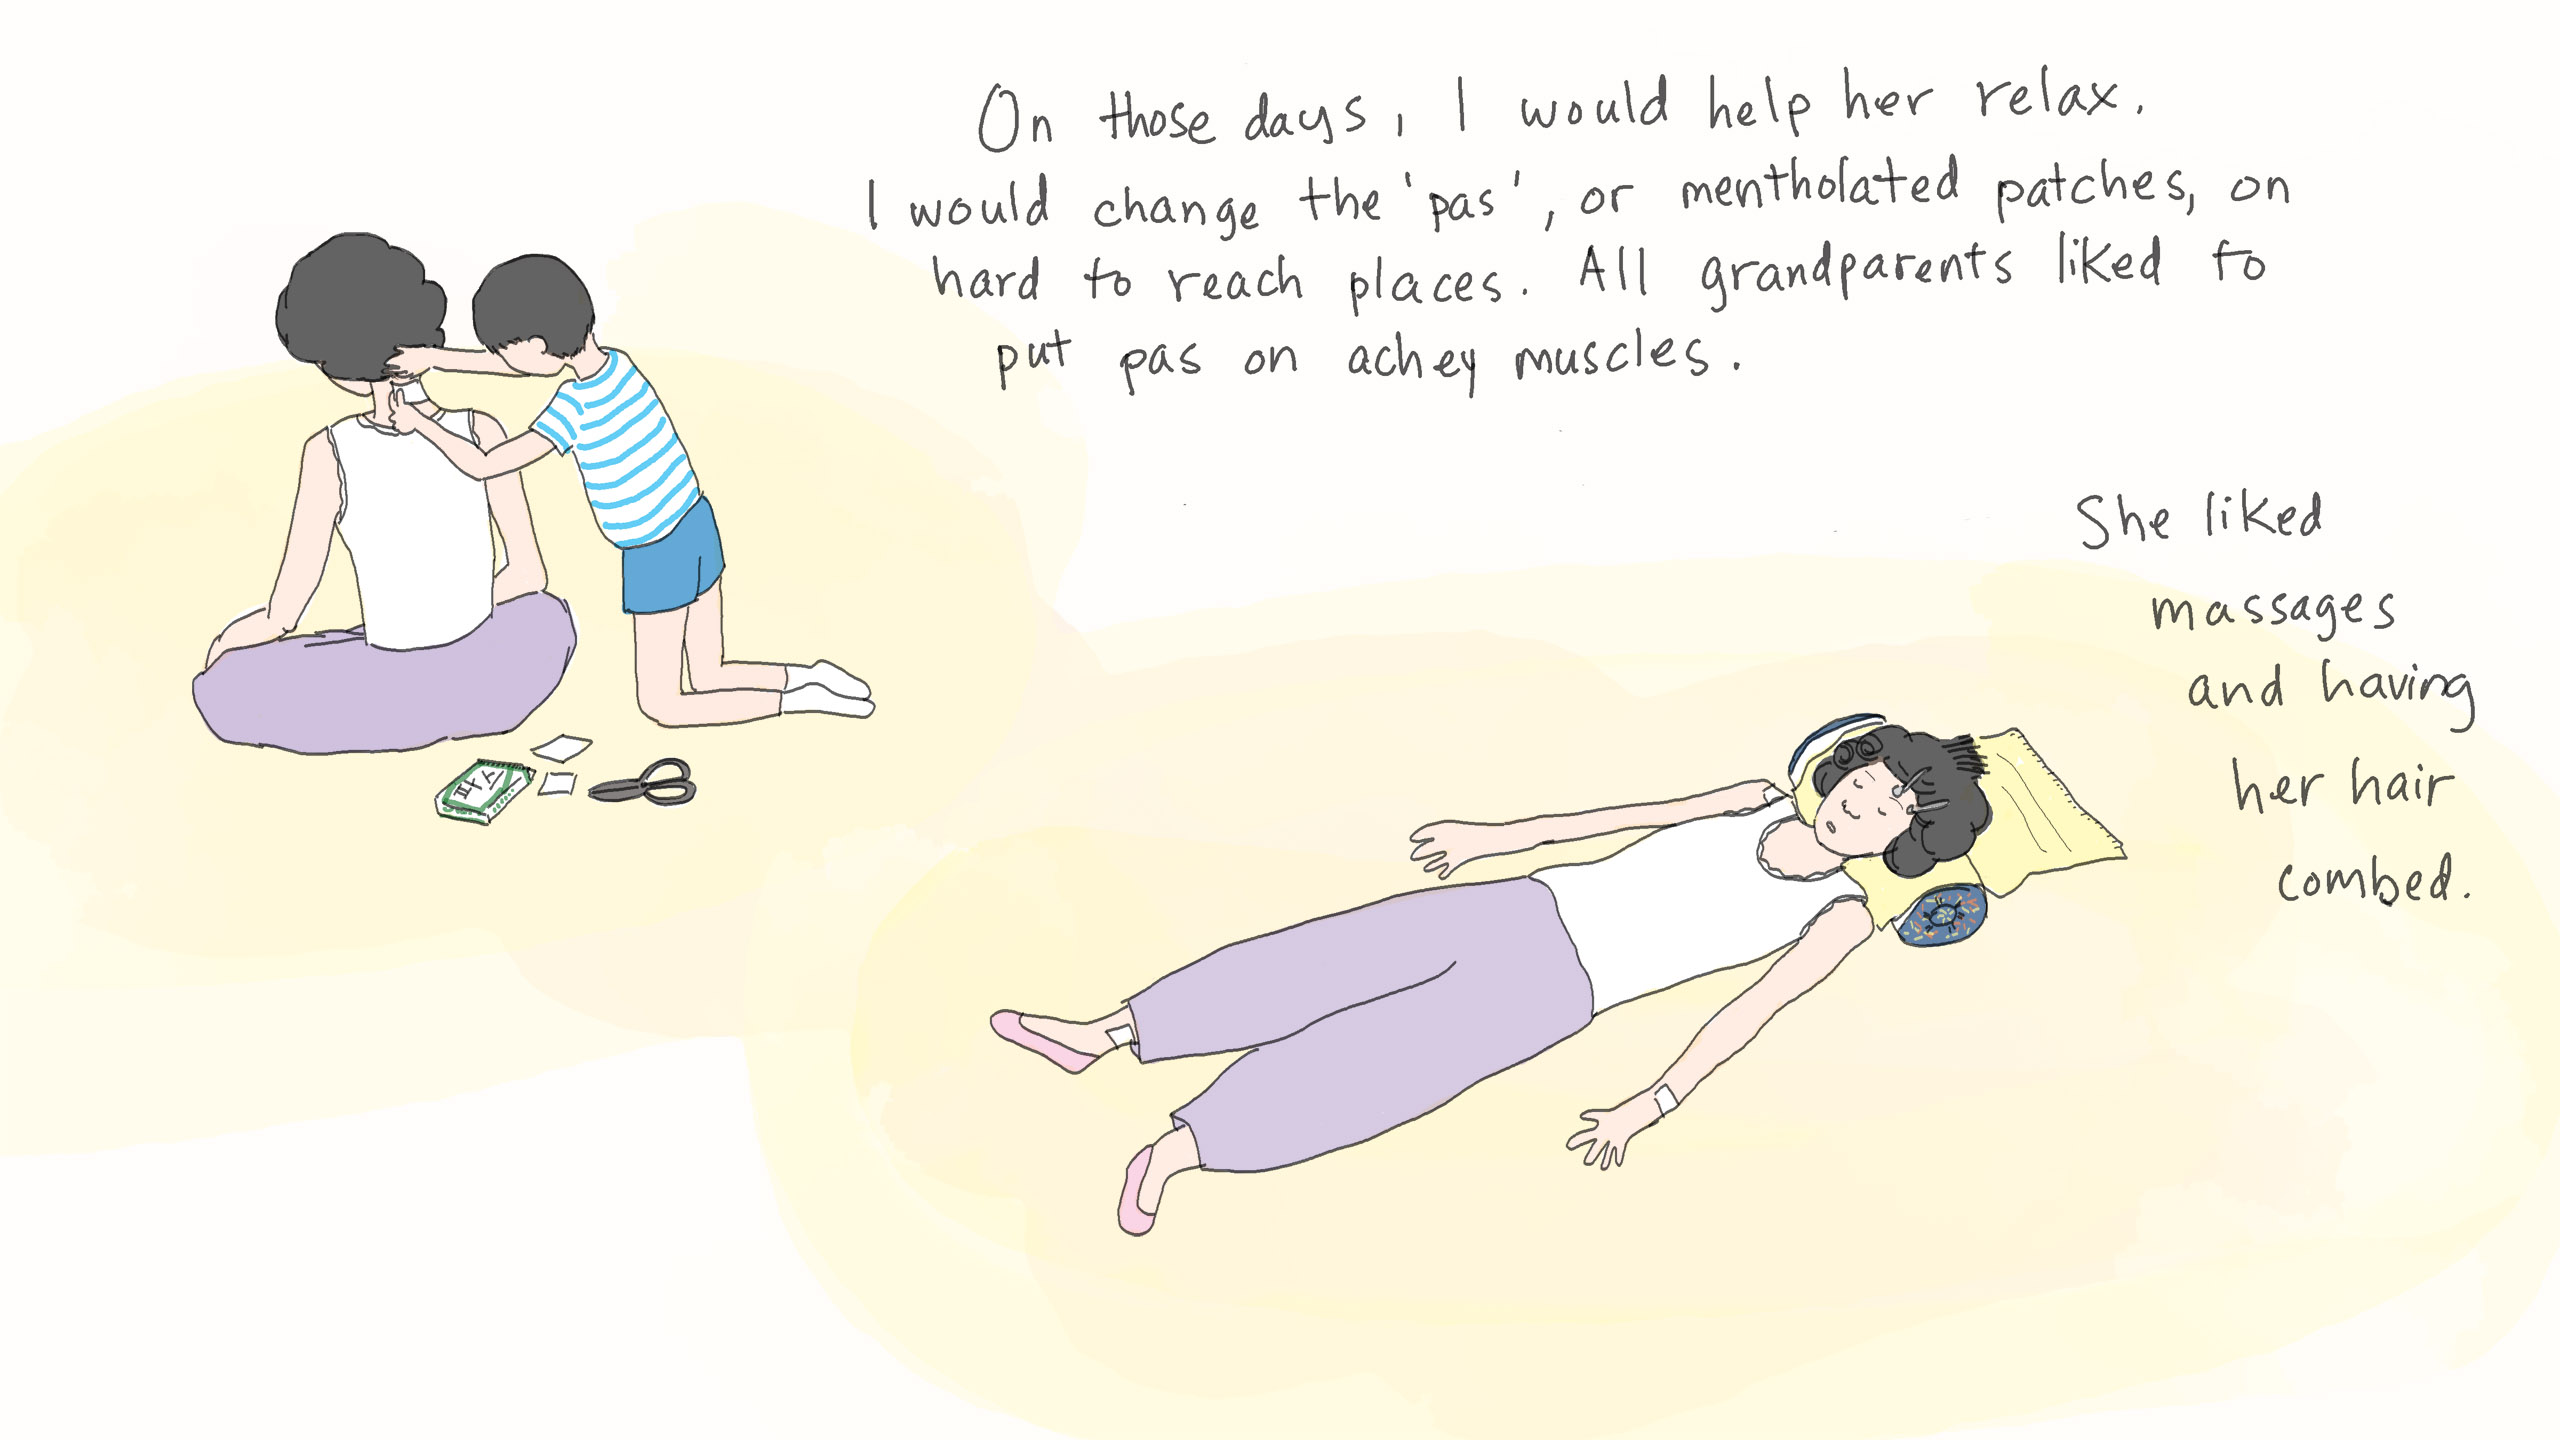 On those days, I would help her relax.
I would change the 'pas', or mentholated patches, on
hard to reach places. All grandparents liked to
put pas on achey muscles.
She liked
massages
and having
her hair
combed.
파스